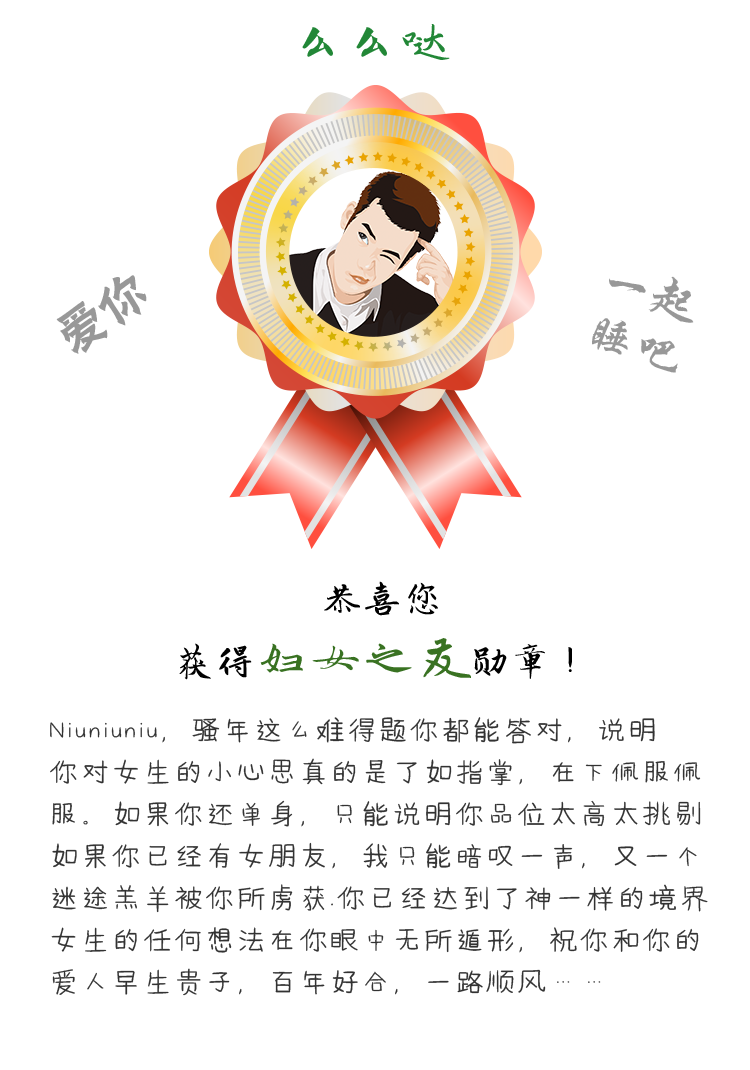 么么哒
爱你
一起
睡吧
恭喜您
获得妇女之友勋章！
Niuniuniu，骚年这么难得题你都能答对，说明
你对女生的小心思真的是了如指掌，在下佩服佩
服。如果你还单身，只能说明你品位太高太挑剔
如果你已经有女朋友，我只能暗叹一声，又一个
迷途羔羊被你所虏获.你已经达到了神一样的境界
女生的任何想法在你眼中无所遁形，祝你和你的
爱人早生贵子，百年好合，一路顺风……